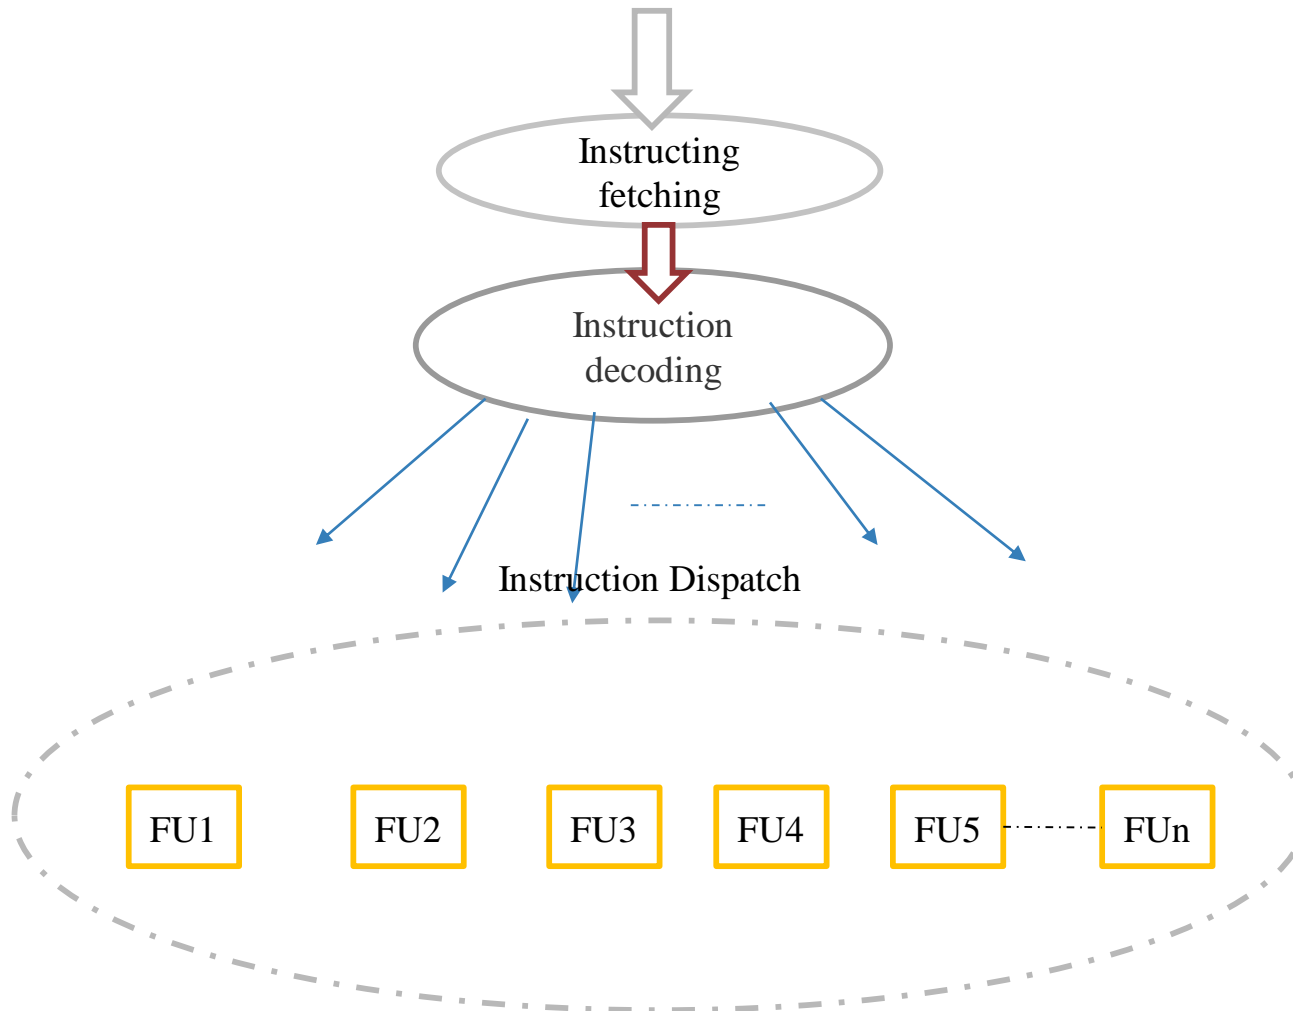 Instructing
fetching
Instruction
decoding
Instruction Dispatch
FU1 FU2 FU3 FU4 FU5 FUn